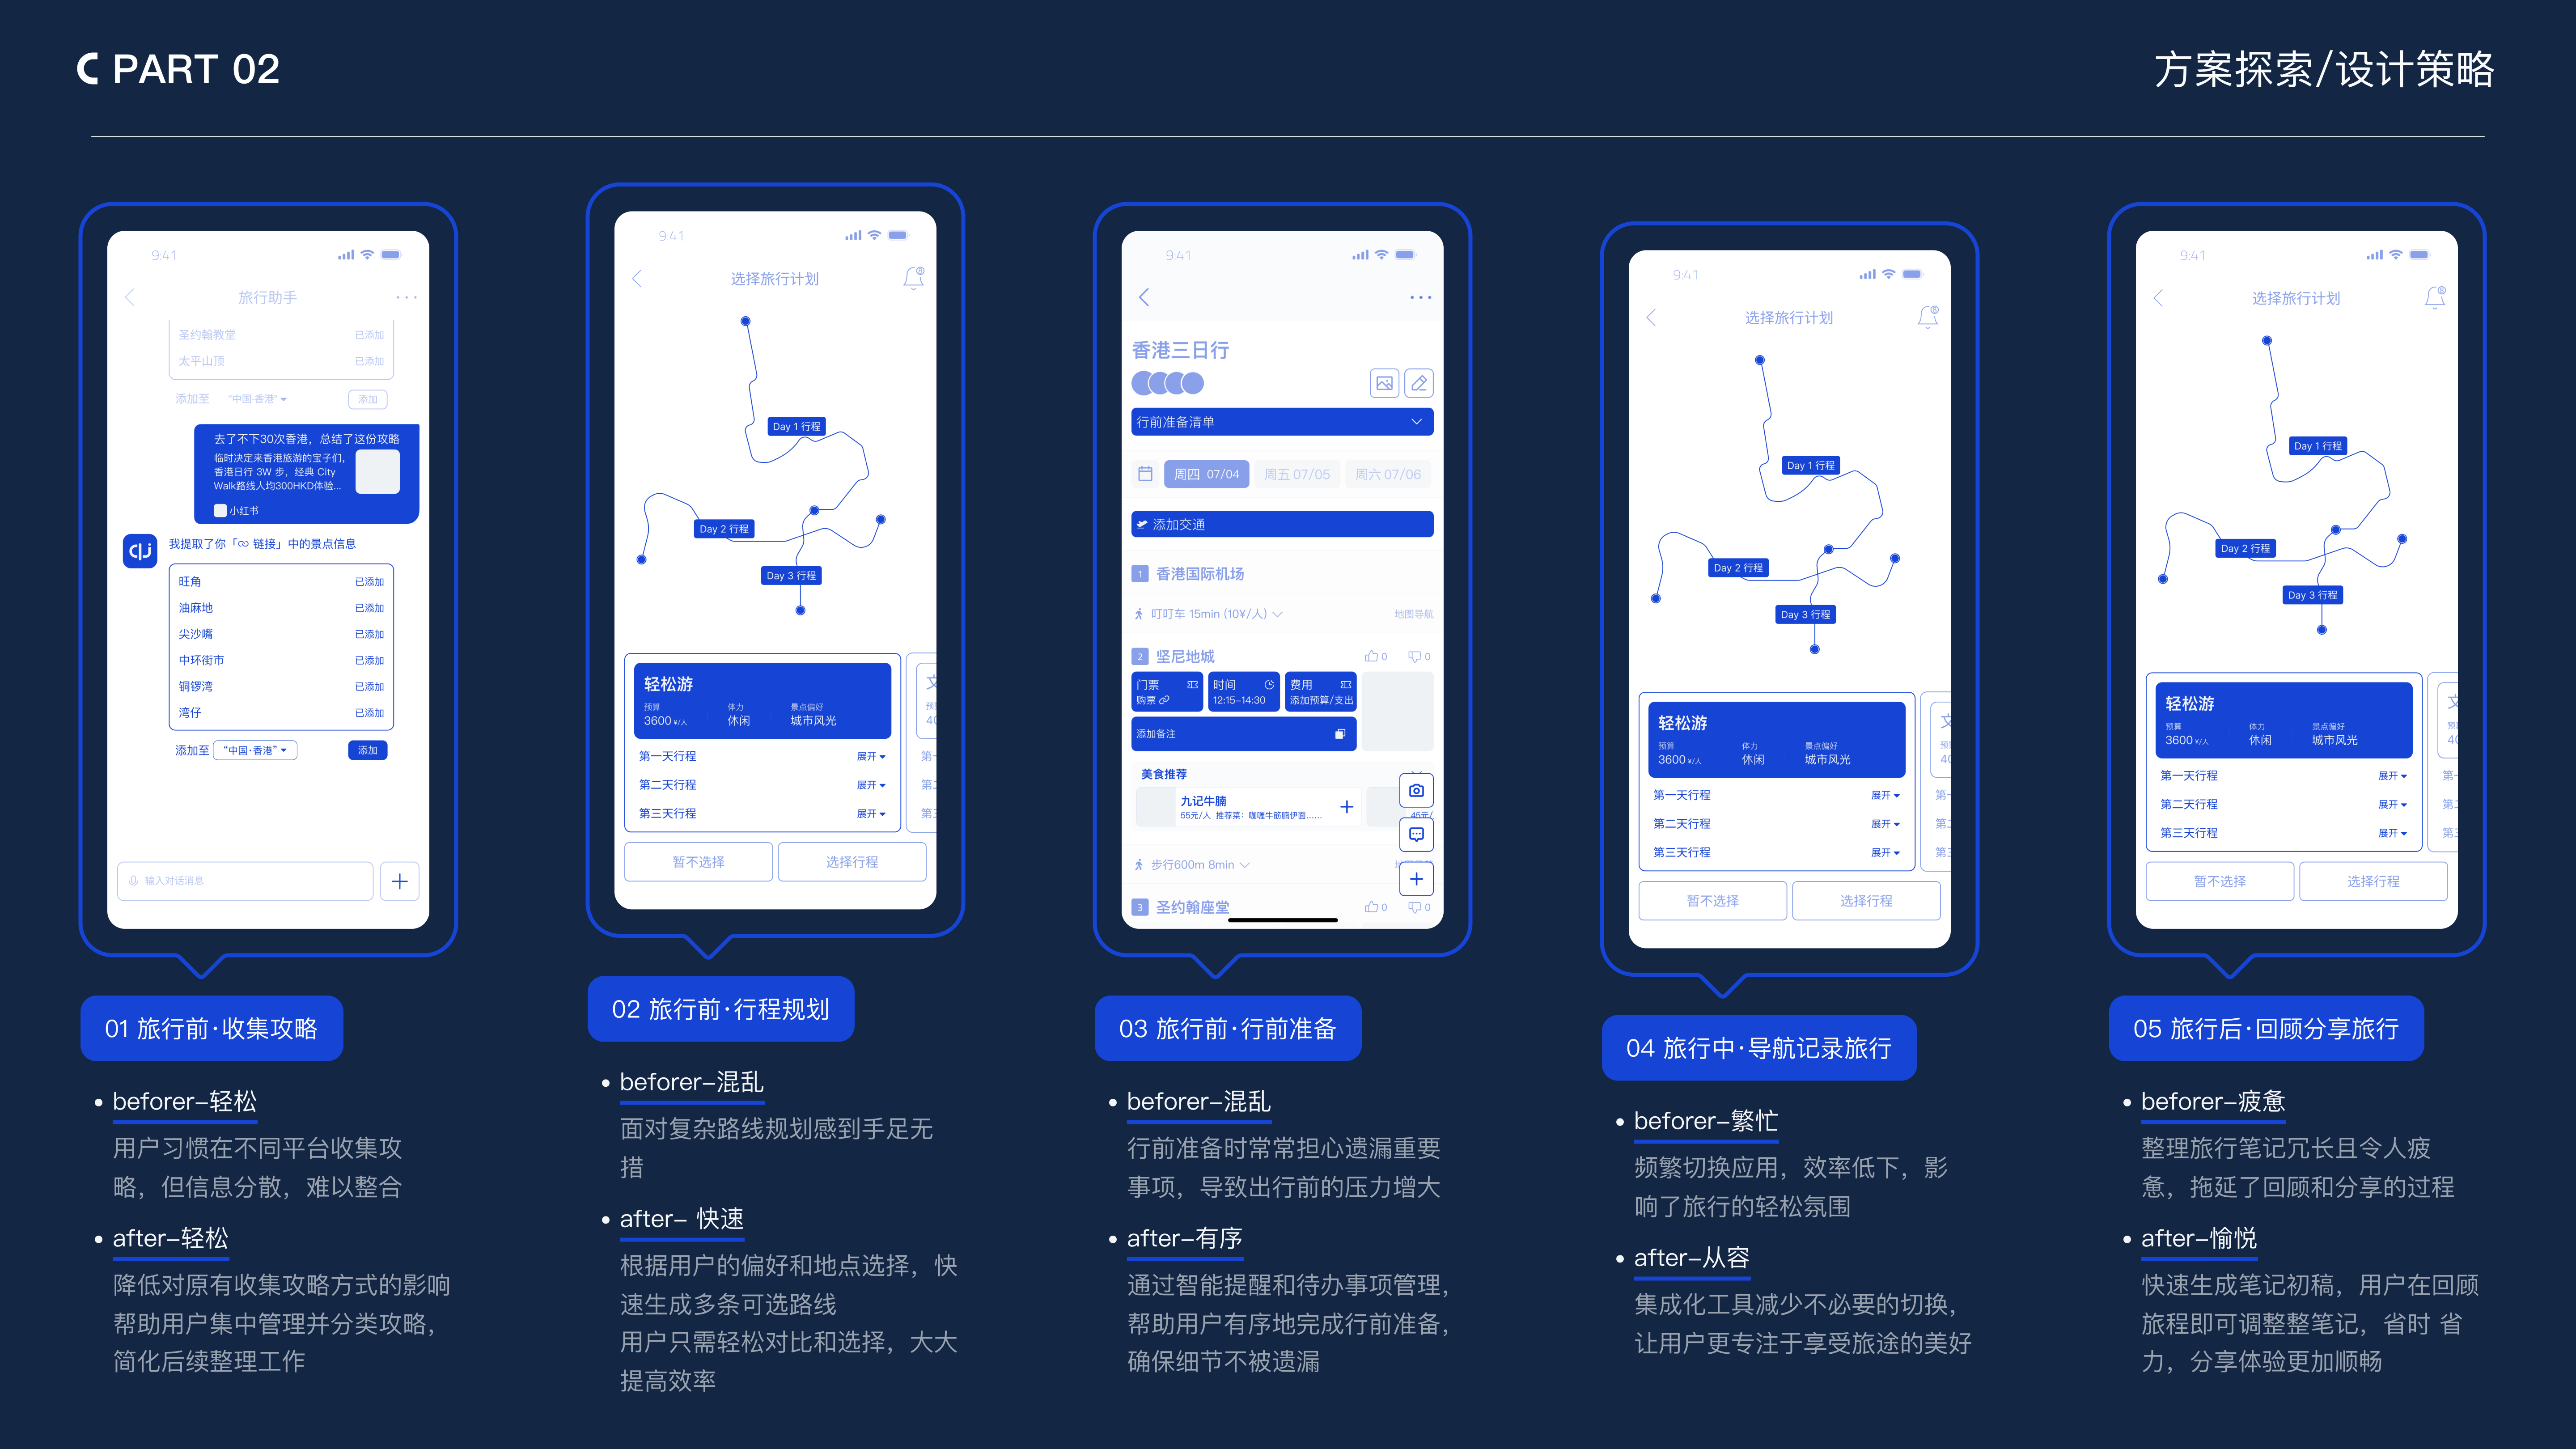 PART 02
方案探索/设计策略
9:41
旅行助手
圣约翰教堂 已添加
太平山顶 已添加
添加至 “中国·香港” 添加
去了不下30次香港，总结了这份攻略
临时决定来香港旅游的宝子们，
香港日行 3W 步，经典 City
Walk路线人均300HKD体验...
小红书
我提取了你「 链接」中的景点信息
旺角 已添加
油麻地 已添加
尖沙嘴 已添加
中环街市 已添加
铜锣湾 已添加
湾仔 已添加
添加至 “中国·香港” 添加
输入对话消息
01 旅行前·收集攻略
beforer–轻松
用户习惯在不同平台收集攻
略，但信息分散，难以整合
after–轻松
降低对原有收集攻略方式的影响
帮助用户集中管理并分类攻略，
简化后续整理工作
9:41
选择旅行计划
Day 1 行程
Day 2 行程
Day 3 行程
轻松游
预算 体力 景点偏好
3600 ¥/人 休闲 城市风光
第一天行程 展开
第二天行程 展开
第三天行程 展开
暂不选择 选择行程
02 旅行前·行程规划
beforer–混乱
面对复杂路线规划感到手足无
措
after– 快速
根据用户的偏好和地点选择，快
速生成多条可选路线
用户只需轻松对比和选择，大大
提高效率
9:41
香港三日行
行前准备清单
周四 07/04 周五 07/05 周六 07/06
添加交通
1 香港国际机场
叮叮车 15min (10¥/人) 地图导航
2 坚尼地城 0 0
门票 时间 费用
购票 12:15–14:30 添加预算/支出
添加备注
美食推荐
九记牛腩
55元/人 推荐菜：咖喱牛筋腩伊面...... 45元/
步行600m 8min
3 圣约翰座堂 0 0
03 旅行前·行前准备
beforer–混乱
行前准备时常常担心遗漏重要
事项，导致出行前的压力增大
after–有序
通过智能提醒和待办事项管理，
帮助用户有序地完成行前准备，
确保细节不被遗漏
9:41
选择旅行计划
Day 1 行程
Day 2 行程
Day 3 行程
轻松游
预算 体力 景点偏好
3600 ¥/人 休闲 城市风光
第一天行程 展开
第二天行程 展开
第三天行程 展开
暂不选择 选择行程
04 旅行中·导航记录旅行
beforer–繁忙
频繁切换应用，效率低下，影
响了旅行的轻松氛围
after–从容
集成化工具减少不必要的切换，
让用户更专注于享受旅途的美好
9:41
选择旅行计划
Day 1 行程
Day 2 行程
Day 3 行程
轻松游
预算 体力 景点偏好
3600 ¥/人 休闲 城市风光
第一天行程 展开
第二天行程 展开
第三天行程 展开
暂不选择 选择行程
05 旅行后·回顾分享旅行
beforer–疲惫
整理旅行笔记冗长且令人疲
惫，拖延了回顾和分享的过程
after–愉悦
快速生成笔记初稿，用户在回顾
旅程即可调整整笔记，省时 省
力，分享体验更加顺畅